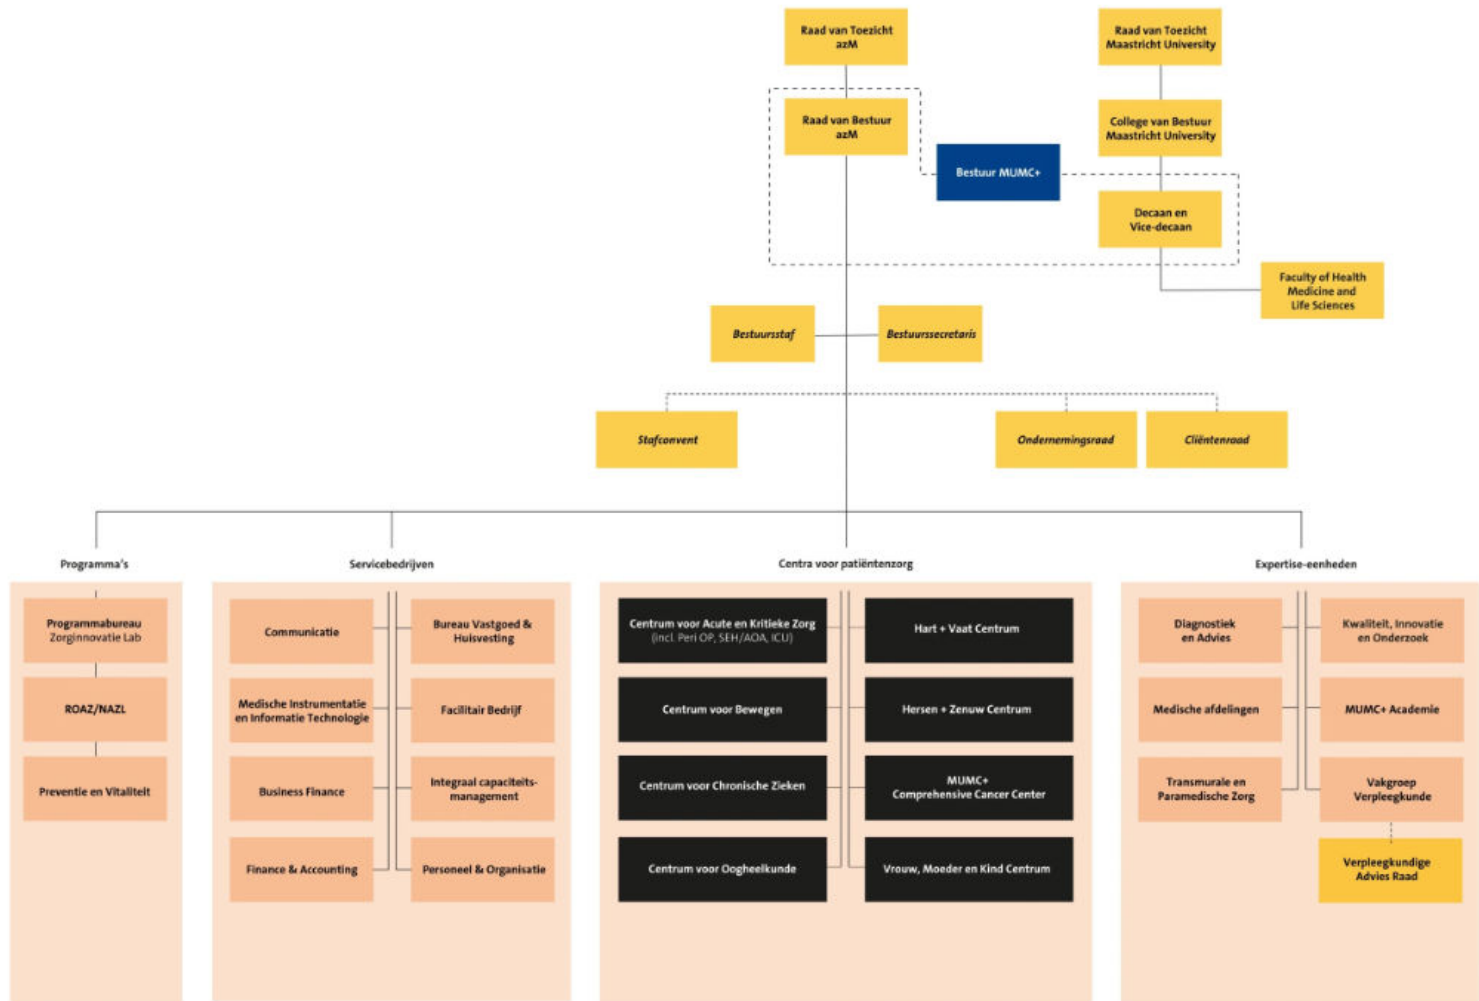 Raad van Toezicht
azM
Raad van Toezicht
Maastricht University
Raad van Bestuur
azM
College van Bestuur
Maastricht University
Bestuur MUMC+
Decaan en
Vice-decaan
Faculty of Health
Medicine and
Life Sciences
Bestuursstaf
Bestuurssecretaris
Stafconvent
Ondernemingsraad
Cliëntenraad
Programma's
Programmabureau
Zorginnovatie Lab
ROAZ/NAZL
Preventie en Vitaliteit
Servicebedrijven
Communicatie
Bureau Vastgoed &
Huisvesting
Medische Instrumentatie
en Informatie Technologie
Facilitair Bedrijf
Business Finance
Integraal capaciteits-
management
Finance & Accounting
Personeel & Organisatie
Centra voor patiëntenzorg
Centrum voor Acute en Kritieke Zorg
(incl. Peri OP, SEH/AOA, ICU)
Hart + Vaat Centrum
Centrum voor Bewegen
Hersen + Zenuw Centrum
Centrum voor Chronische Zieken
MUMC+
Comprehensive Cancer Center
Centrum voor Oogheelkunde
Vrouw, Moeder en Kind Centrum
Expertise-eenheden
Diagnostiek
en Advies
Kwaliteit, Innovatie
en Onderzoek
Medische afdelingen
MUMC+ Academie
Transmurale en
Paramedische Zorg
Vakgroep
Verpleegkunde
Verpleegkundige
Advies Raad